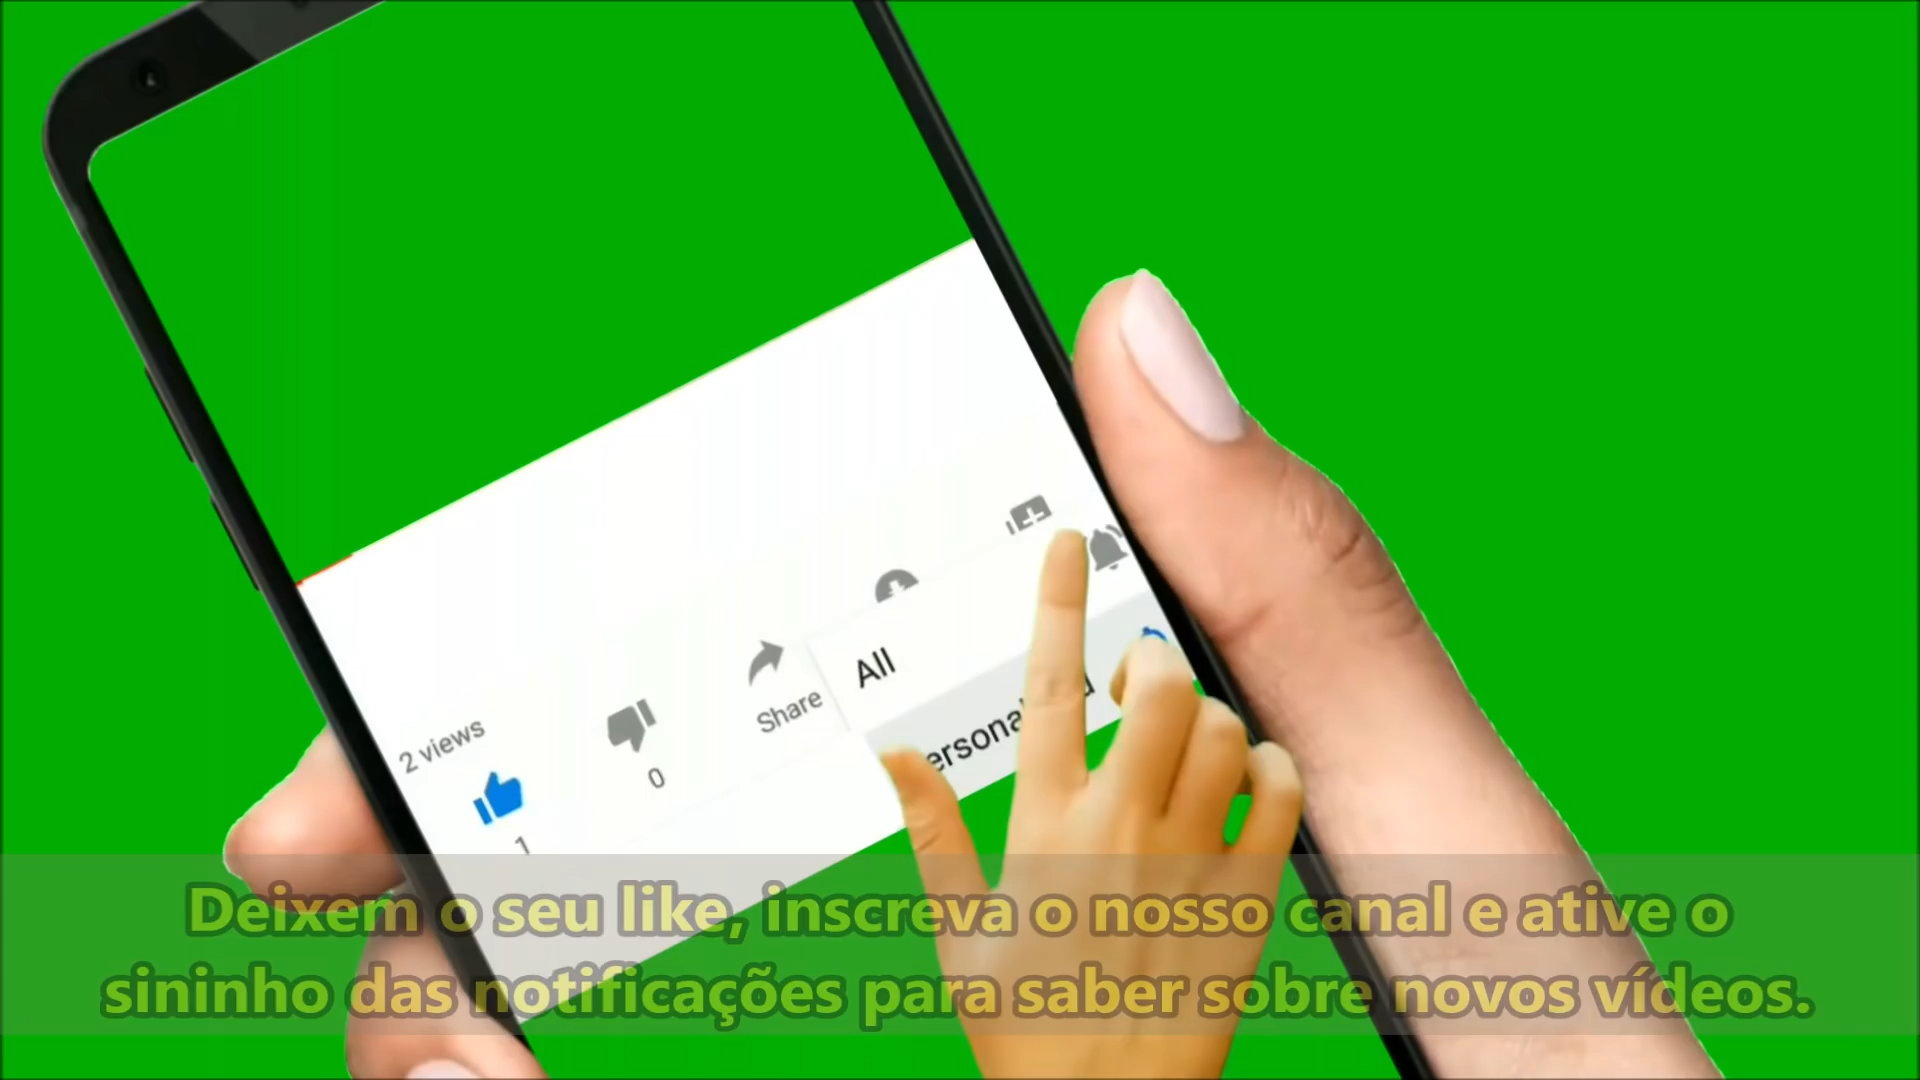 All
2 views
Share
0
1
Deixem o seu like, inscreva o nosso canal e ative o
sininho das notificações para saber sobre novos vídeos.